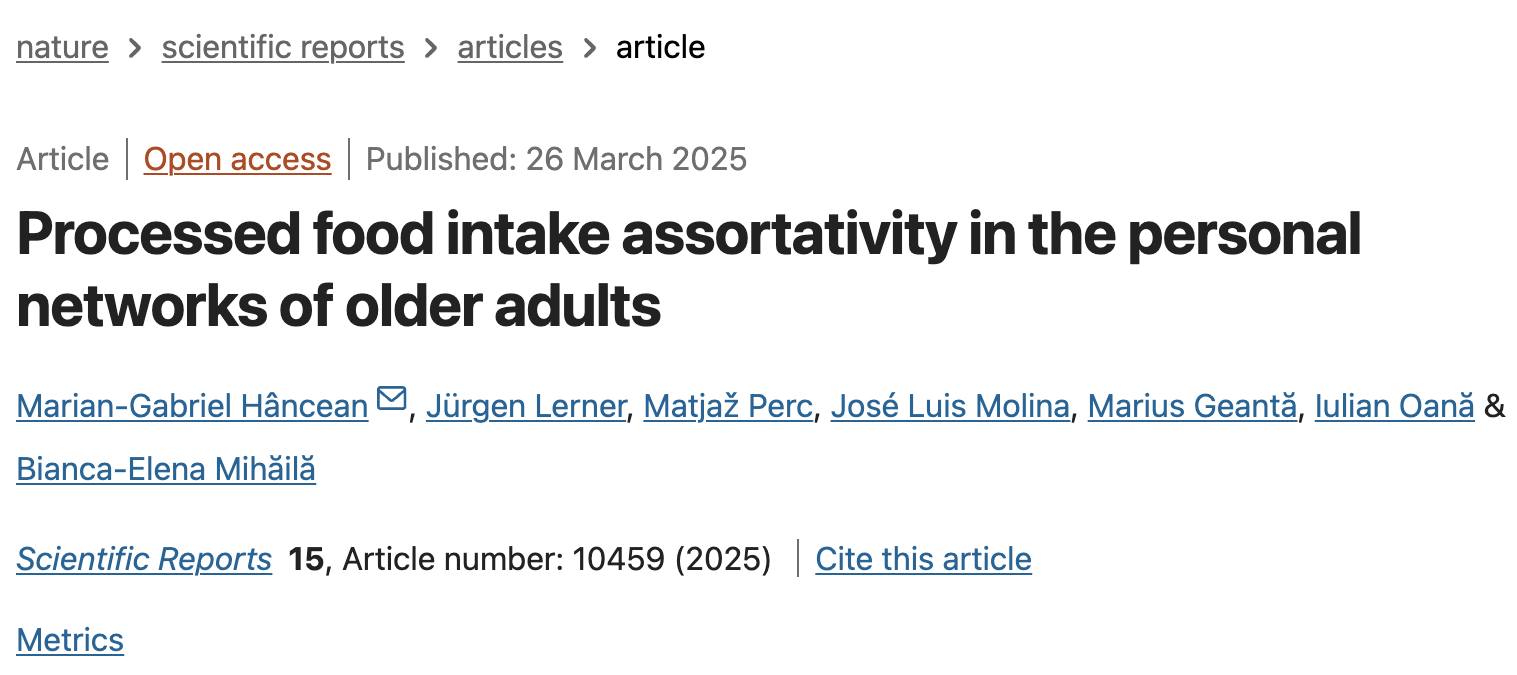 nature > scientific reports > articles > article
Article | Open access | Published: 26 March 2025
Processed food intake assortativity in the personal
networks of older adults
Marian-Gabriel Hâncean, Jürgen Lerner, Matjaž Perc, José Luis Molina, Marius Geantă, Iulian Oană &
Bianca-Elena Mihăilă
Scientific Reports 15, Article number: 10459 (2025) | Cite this article
Metrics